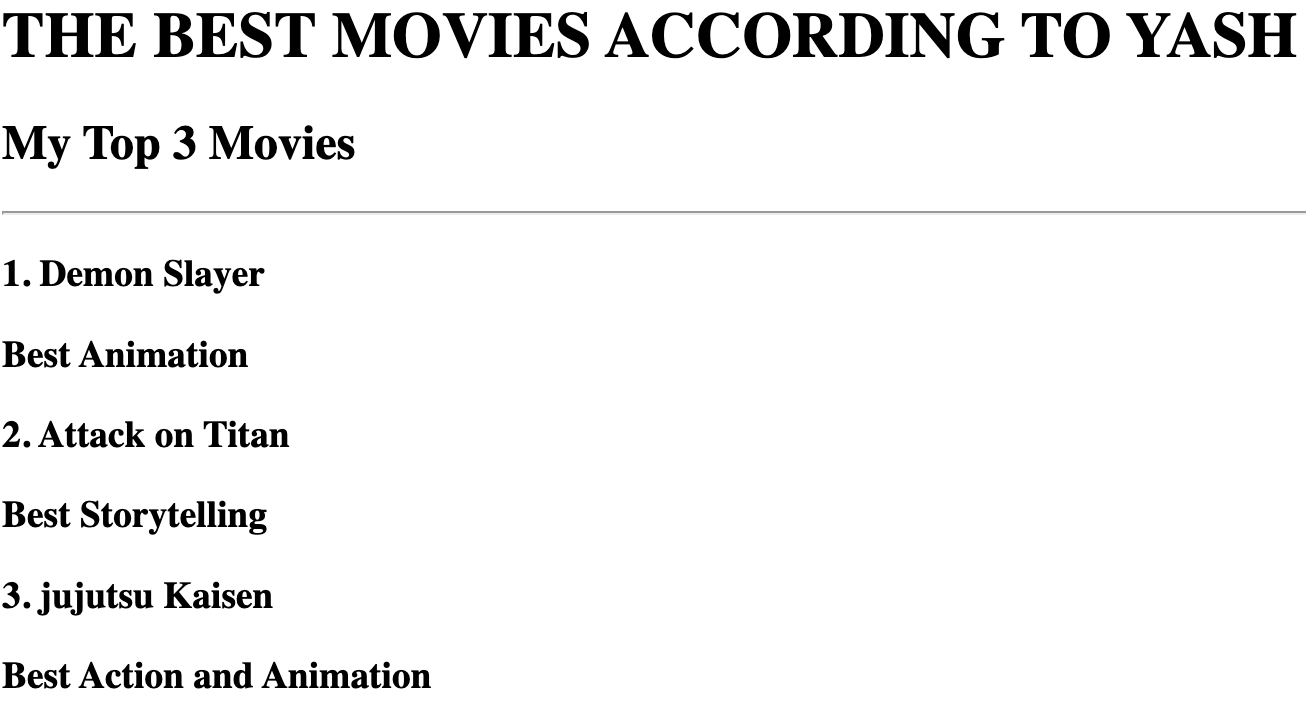 THE BEST MOVIES ACCORDING TO YASH
My Top 3 Movies
1. Demon Slayer
Best Animation
2. Attack on Titan
Best Storytelling
3. jujutsu Kaisen
Best Action and Animation